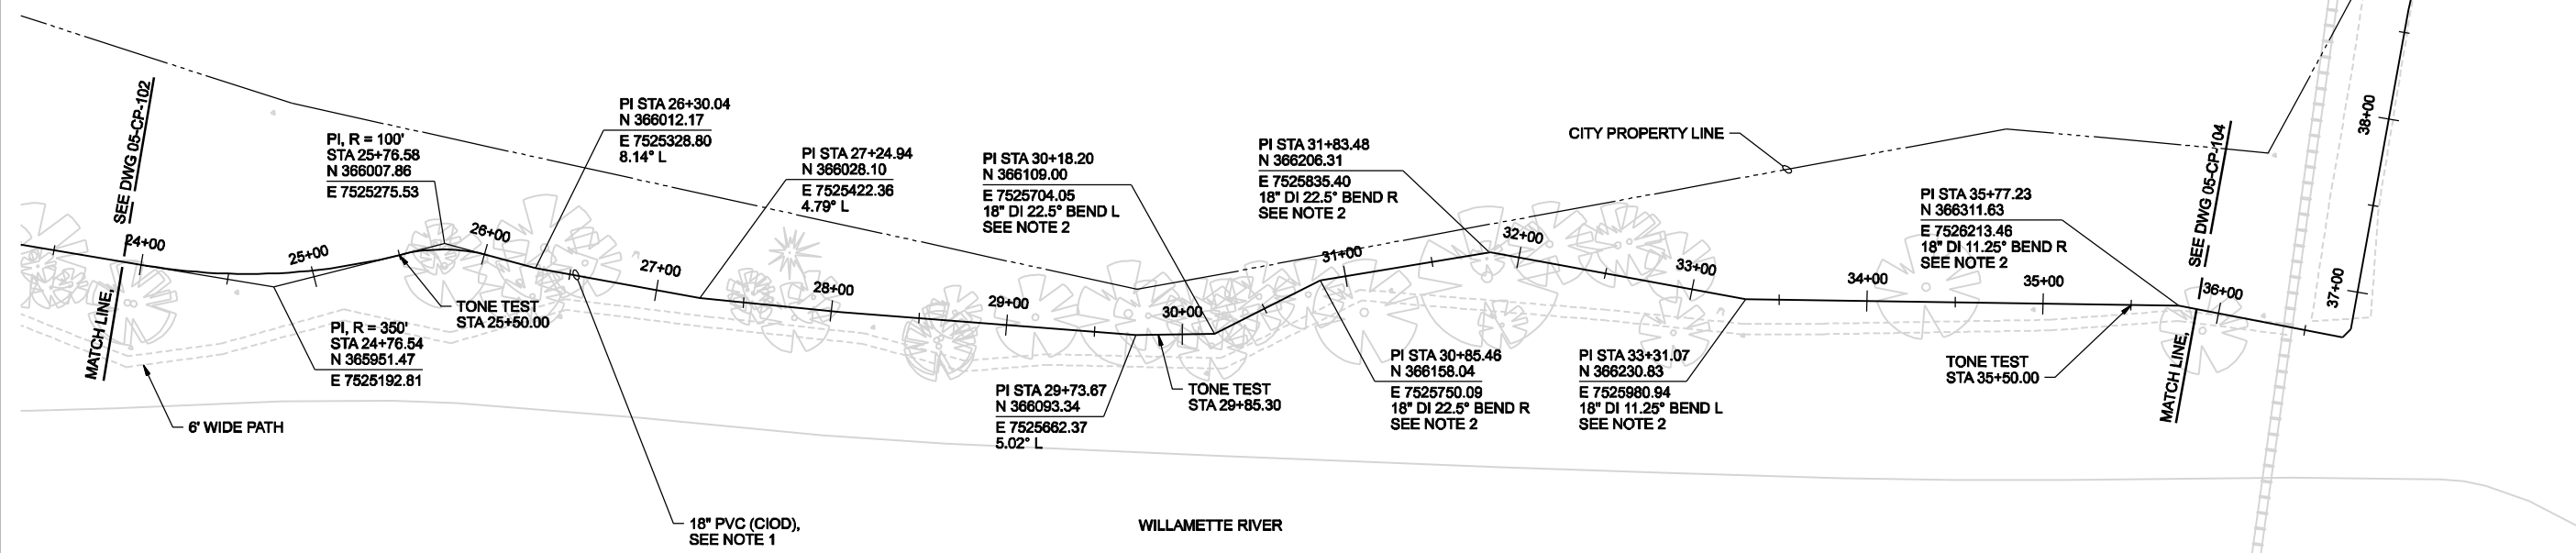 MATCH LINE, SEE DWG 05-CP-102
24+00
PI, R = 100'
STA 25+76.58
N 366007.86
E 7525275.53
25+00
26+00
PI STA 26+30.04
N 366012.17
E 7525328.80
8.14° L
27+00
PI STA 27+24.94
N 366028.10
E 7525422.36
4.79° L
28+00
29+00
PI STA 30+18.20
N 366109.00
E 7525704.05
18" DI 22.5° BEND L
SEE NOTE 2
30+00
PI STA 31+83.48
N 366206.31
E 7525835.40
18" DI 22.5° BEND R
SEE NOTE 2
31+00
32+00
CITY PROPERTY LINE
33+00
34+00
35+00
PI STA 35+77.23
N 366311.63
E 7526213.46
18" DI 11.25° BEND R
SEE NOTE 2
MATCH LINE, SEE DWG 05-CP-104
36+00
37+00
38+00
TONE TEST
STA 25+50.00
PI, R = 350'
STA 24+76.54
N 365951.47
E 7525192.81
6' WIDE PATH
PI STA 29+73.67
N 366093.34
E 7525662.37
5.02° L
TONE TEST
STA 29+85.30
PI STA 30+85.46
N 366158.04
E 7525750.09
18" DI 22.5° BEND R
SEE NOTE 2
PI STA 33+31.07
N 366230.83
E 7525980.94
18" DI 11.25° BEND L
SEE NOTE 2
TONE TEST
STA 35+50.00
18" PVC (CIOD),
SEE NOTE 1
WILLAMETTE RIVER